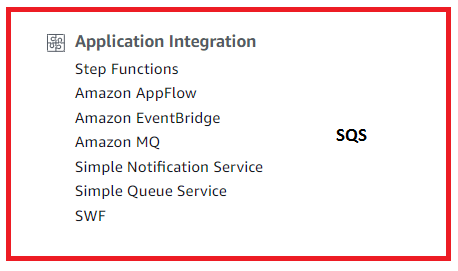 Application Integration
Step Functions
Amazon AppFlow
Amazon EventBridge
Amazon MQ
SQS
Simple Notification Service
Simple Queue Service
SWF